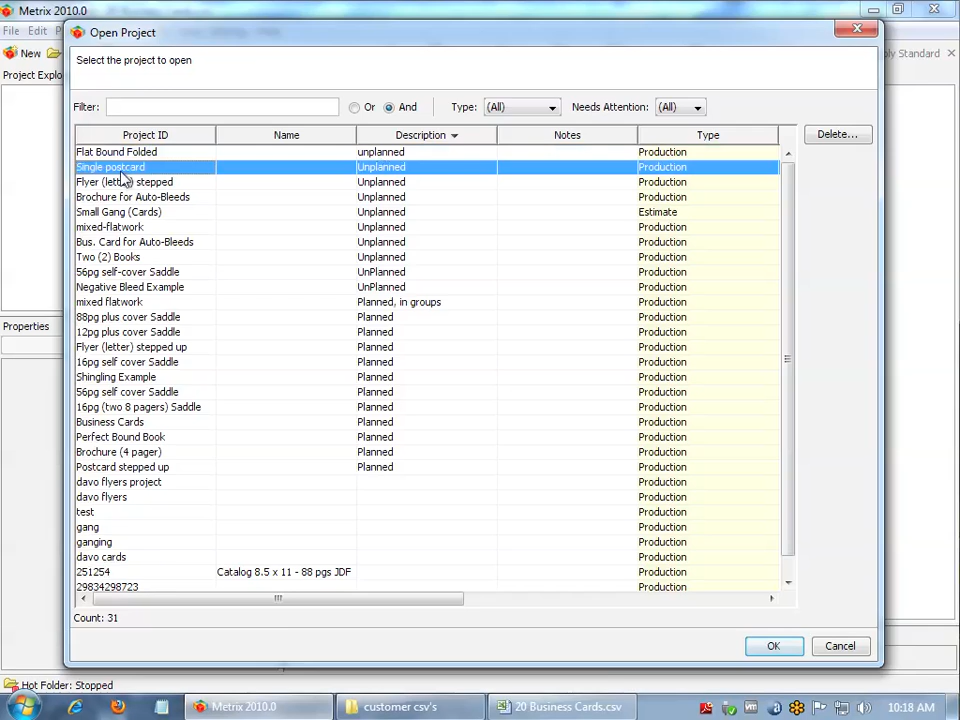 Metrix 2010.0
File Edit
New
Project Explo
Properties
Open Project
Select the project to open
Filter: Or And Type: (All) Needs Attention: (All)
Project ID Name Description Notes Type Delete...
Flat Bound Folded unplanned Production
Single postcard Unplanned Production
Flyer (letter) stepped Unplanned Production
Brochure for Auto-Bleeds Unplanned Production
Small Gang (Cards) Unplanned Estimate
mixed-flatwork Unplanned Production
Bus. Card for Auto-Bleeds Unplanned Production
Two (2) Books Unplanned Production
56pg self-cover Saddle UnPlanned Production
Negative Bleed Example UnPlanned Production
mixed flatwork Planned, in groups Production
88pg plus cover Saddle Planned Production
12pg plus cover Saddle Planned Production
Flyer (letter) stepped up Planned Production
16pg self cover Saddle Planned Production
Shingling Example Planned Production
56pg self cover Saddle Planned Production
16pg (two 8 pagers) Saddle Planned Production
Business Cards Planned Production
Perfect Bound Book Planned Production
Brochure (4 pager) Planned Production
Postcard stepped up Planned Production
davo flyers project Production
davo flyers Production
test Production
gang Production
ganging Production
davo cards Production
251254 Catalog 8.5 x 11 - 88 pgs JDF Production
29834298723 Production
Count: 31
OK Cancel
ply Standard
Hot Folder: Stopped
Metrix 2010.0 customer csv's 20 Business Cards.csv 10:18 AM